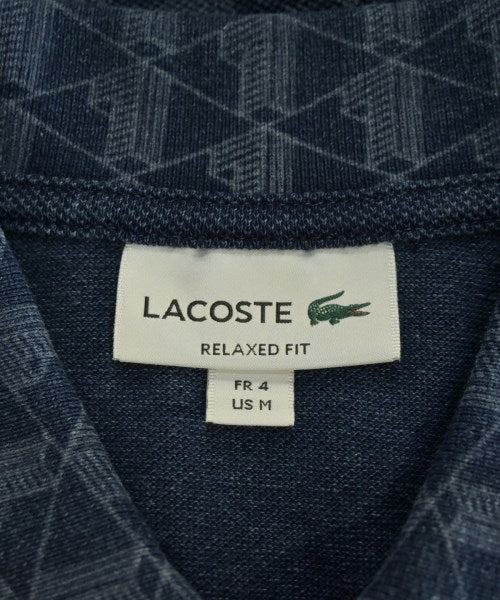 LACOSTE
RELAXED FIT
FR 4
US M